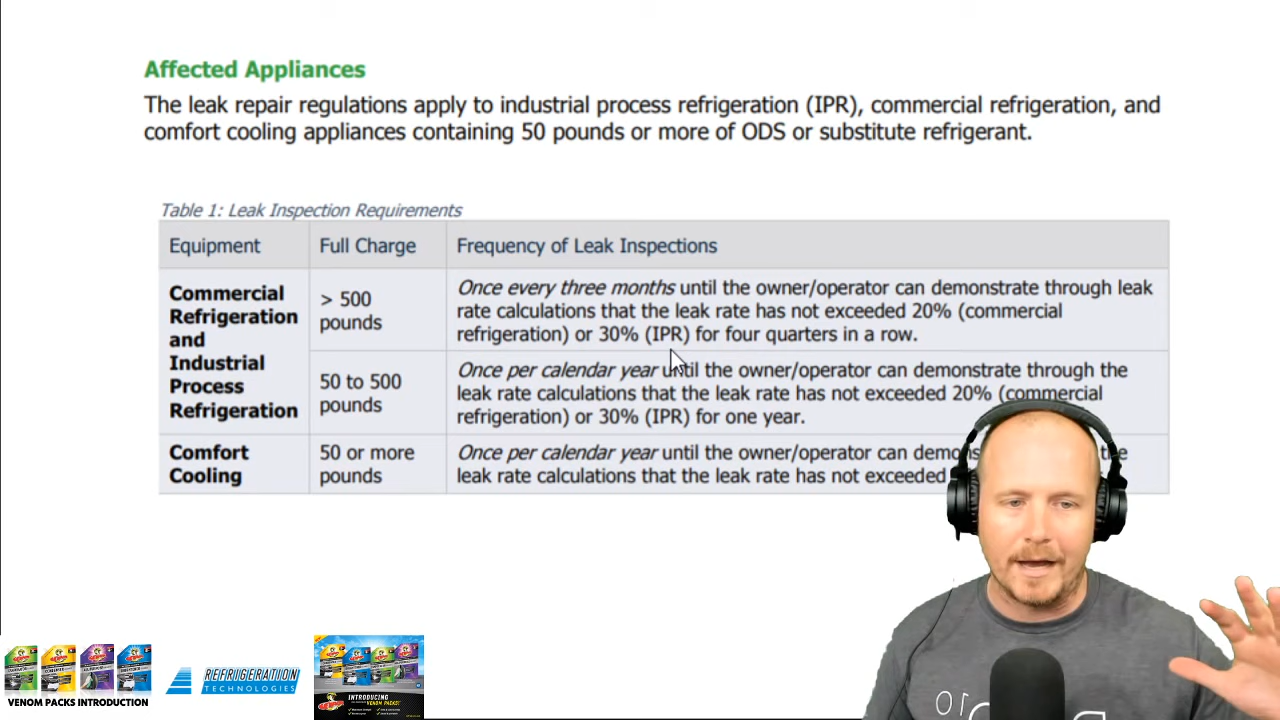 Affected Appliances
The leak repair regulations apply to industrial process refrigeration (IPR), commercial refrigeration, and
comfort cooling appliances containing 50 pounds or more of ODS or substitute refrigerant.
Table 1: Leak Inspection Requirements
Equipment
Full Charge
Frequency of Leak Inspections
Commercial
Refrigeration
and
Industrial
Process
Refrigeration
> 500
pounds
Once every three months until the owner/operator can demonstrate through leak
rate calculations that the leak rate has not exceeded 20% (commercial
refrigeration) or 30% (IPR) for four quarters in a row.
50 to 500
pounds
Once per calendar year until the owner/operator can demonstrate through the
leak rate calculations that the leak rate has not exceeded 20% (commercial
refrigeration) or 30% (IPR) for one year.
Comfort
Cooling
50 or more
pounds
Once per calendar year until the owner/operator can
leak rate calculations that the leak rate has not exceeded
VENOM PACKS INTRODUCTION
REFRIGERATION
TECHNOLOGIES
INTRODUCING
VENOM PACKS!